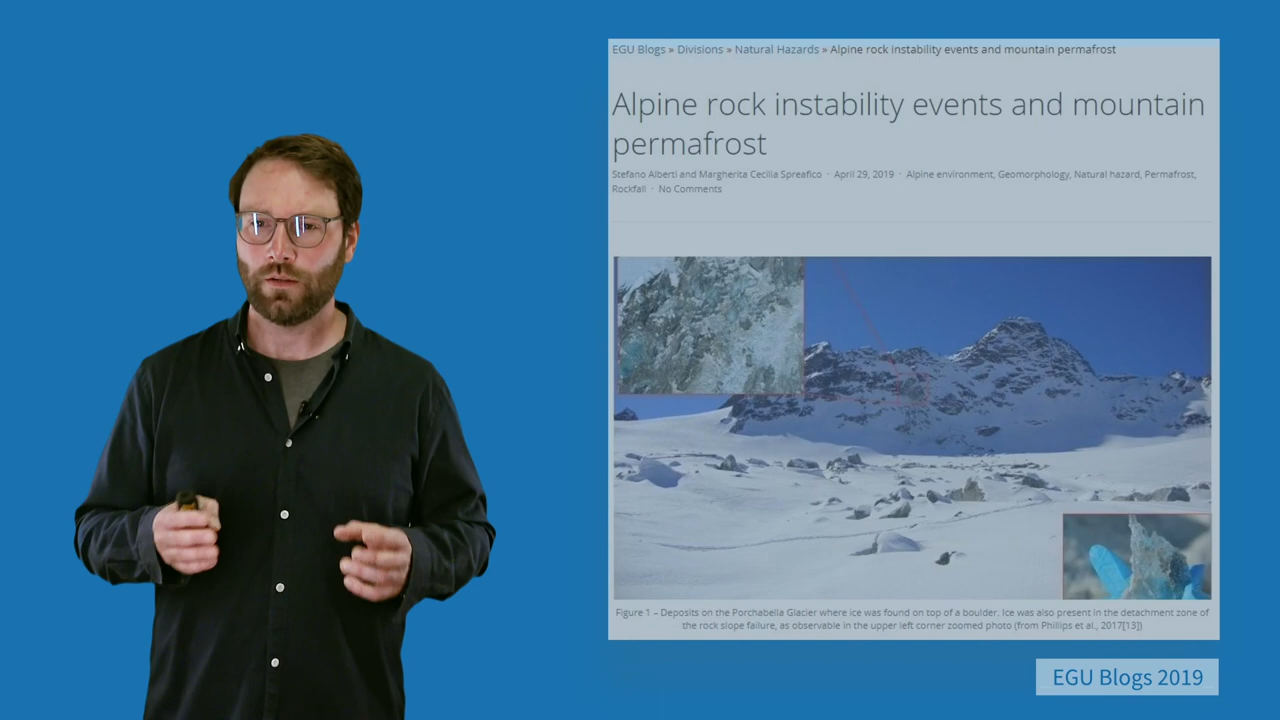 EGU Blogs » Divisions » Natural Hazards » Alpine rock instability events and mountain permafrost
Alpine rock instability events and mountain
permafrost
Stefano Alberti and Margherita Cecilia Spreafico · April 29, 2019 · Alpine environment, Geomorphology, Natural hazard, Permafrost,
Rockfall · No Comments
Figure 1 – Deposits on the Porchabella Glacier where ice was found on top of a boulder. Ice was also present in the detachment zone of
the rock slope failure, as observable in the upper left corner zoomed photo (from Phillips et al., 2017[13])
EGU Blogs 2019